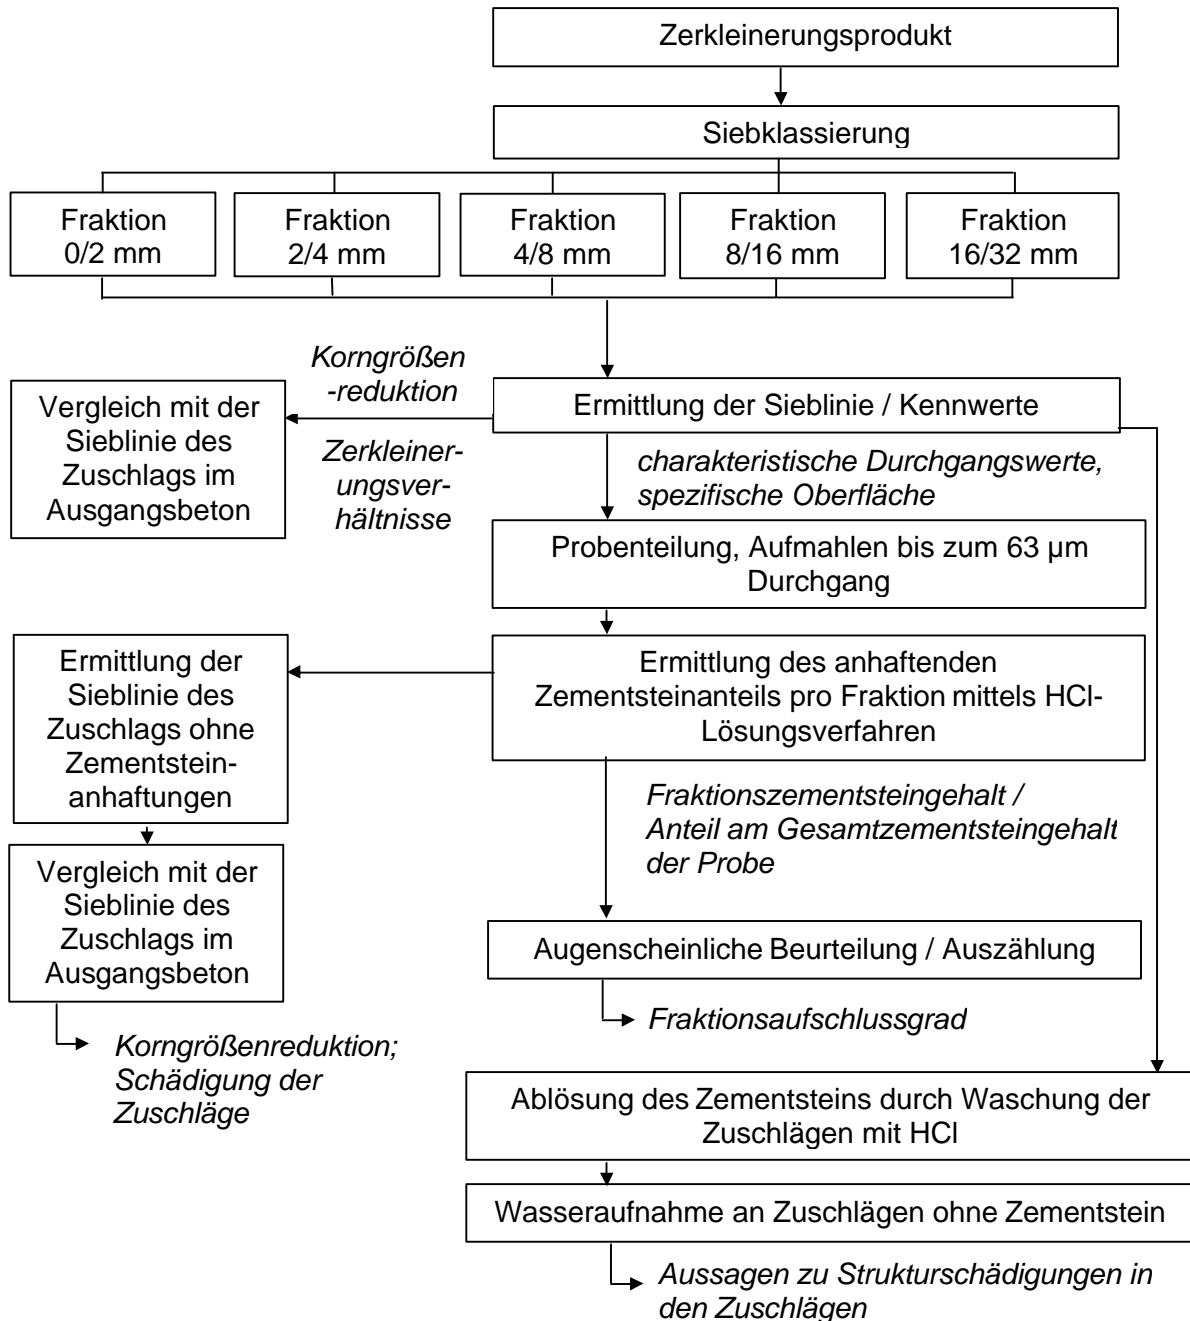 Zerkleinerungsprodukt
Siebklassierung
Fraktion
0/2 mm
Fraktion
2/4 mm
Fraktion
4/8 mm
Fraktion
8/16 mm
Fraktion
16/32 mm
Korngrößen
-reduktion
Zerkleiner-
ungsver-
hältnisse
Vergleich mit der
Sieblinie des
Zuschlags im
Ausgangsbeton
Ermittlung der Sieblinie / Kennwerte
charakteristische Durchgangswerte,
spezifische Oberfläche
Probenteilung, Aufmahlen bis zum 63 µm
Durchgang
Ermittlung des anhaftenden
Zementsteinanteils pro Fraktion mittels HCl-
Lösungsverfahren
Ermittlung der
Sieblinie des
Zuschlags ohne
Zementstein-
anhaftungen
Vergleich mit der
Sieblinie des
Zuschlags im
Ausgangsbeton
Korngrößenreduktion;
Schädigung der
Zuschläge
Fraktionszementsteingehalt /
Anteil am Gesamtzementsteingehalt
der Probe
Augenscheinliche Beurteilung / Auszählung
Fraktionsaufschlussgrad
Ablösung des Zementsteins durch Waschung der
Zuschlägen mit HCl
Wasseraufnahme an Zuschlägen ohne Zementstein
Aussagen zu Strukturschädigungen in
den Zuschlägen